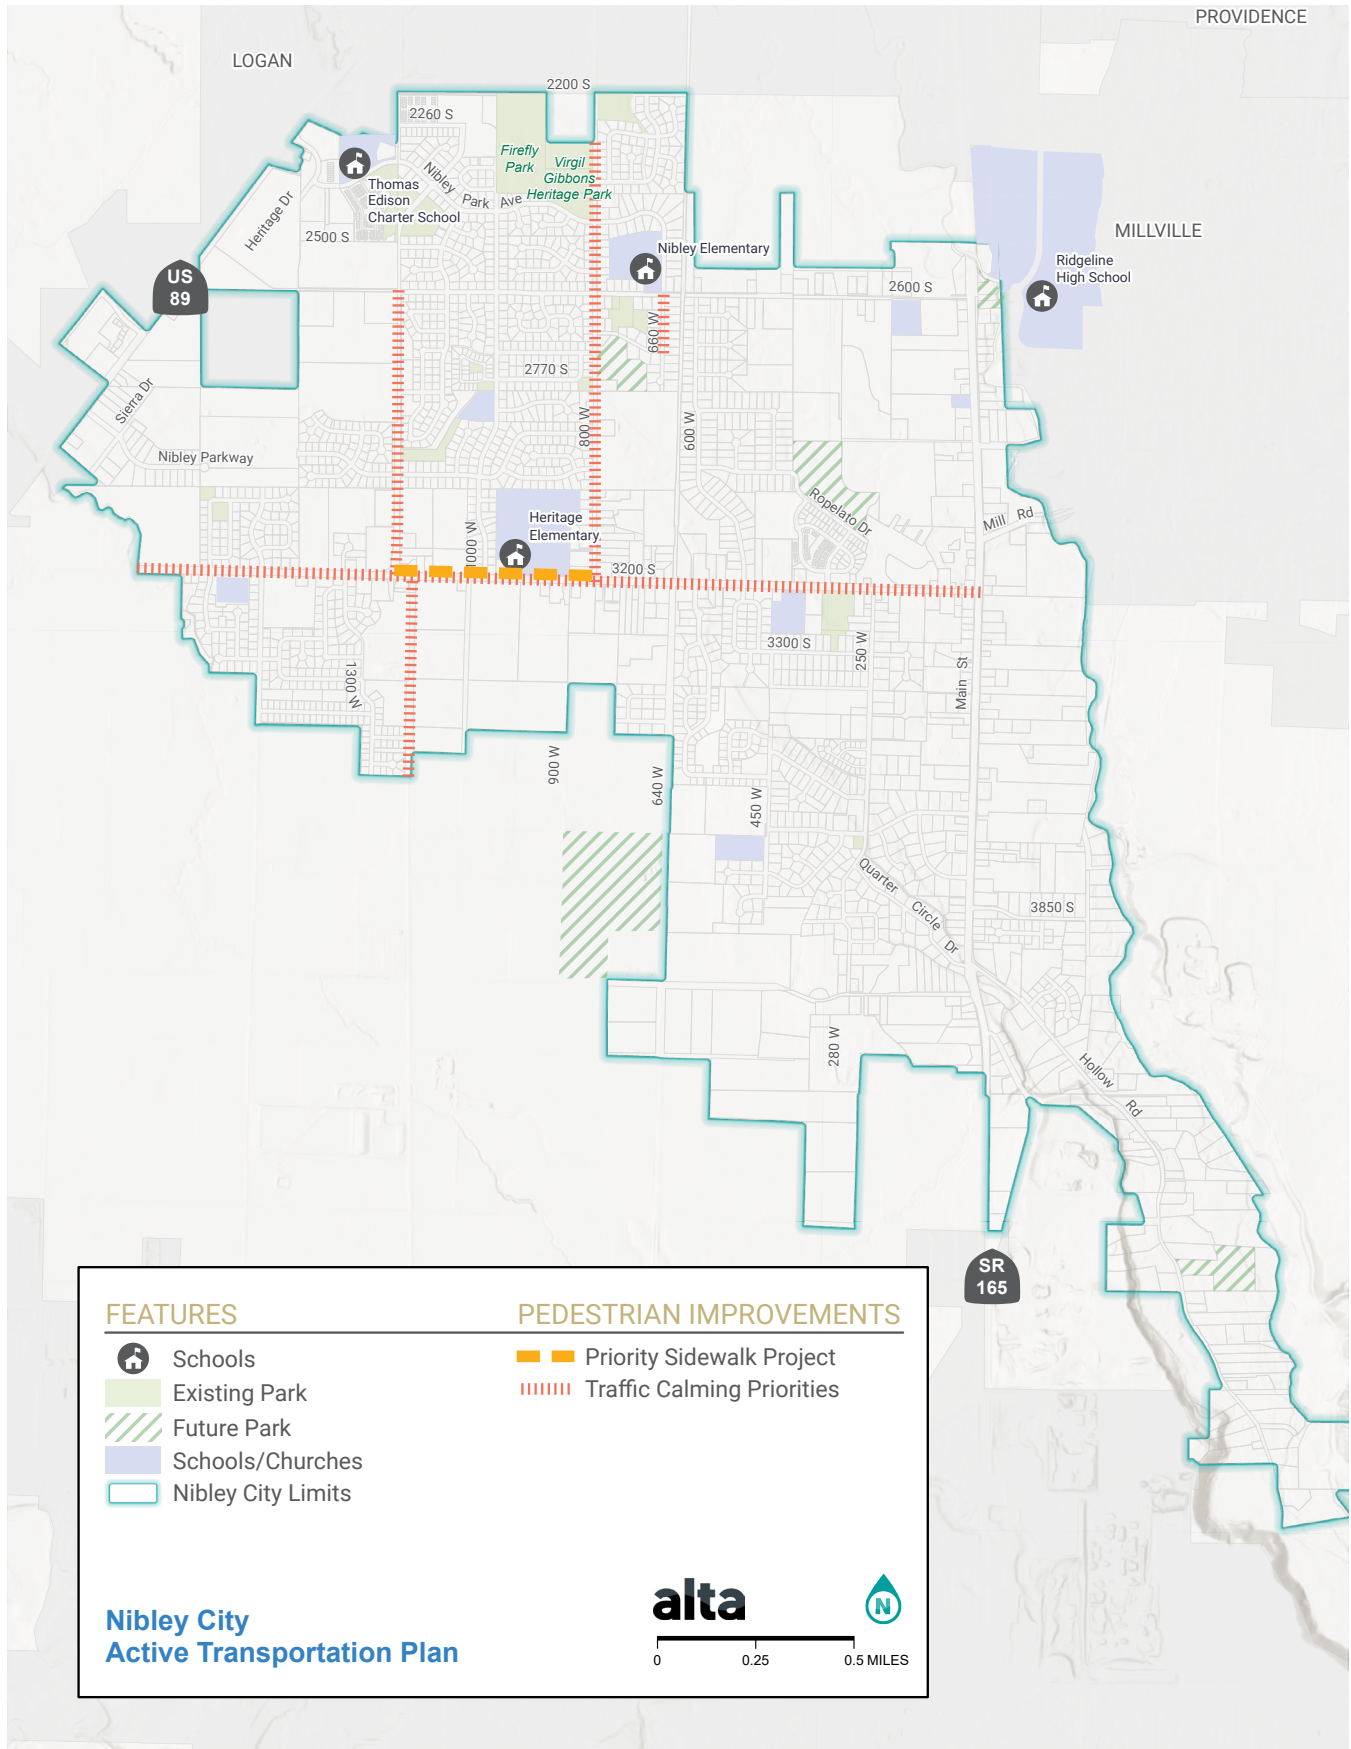 PROVIDENCE
LOGAN
2200 S
2260 S
Firefly
Park
Virgil
Gibbons
Heritage Park
Nibley Park Ave
Thomas
Edison
Charter School
Heritage Dr
2500 S
MILLVILLE
Nibley Elementary
Ridgeline
High School
US
89
2600 S
660 W
2770 S
Sierra Dr
800 W
600 W
Nibley Parkway
Ropelato Dr
Mill Rd
Heritage
Elementary
1000 W
3200 S
3300 S
250 W
1300 W
Main St
900 W
640 W
450 W
Quarter Circle Dr
3850 S
280 W
Hollow Rd
SR
165
FEATURES
Schools
Existing Park
Future Park
Schools/Churches
Nibley City Limits
PEDESTRIAN IMPROVEMENTS
Priority Sidewalk Project
Traffic Calming Priorities
Nibley City
Active Transportation Plan
alta
N
0 0.25 0.5 MILES